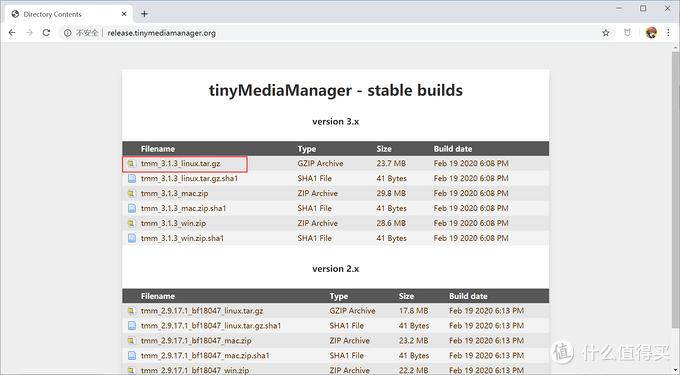 Directory Contents
不安全 | release.tinymediamanager.org
tinyMediaManager - stable builds
version 3.x
Filename Type Size Build date
tmm_3.1.3_linux.tar.gz GZIP Archive 23.7 MB Feb 19 2020 6:08 PM
tmm_3.1.3_linux.tar.gz.sha1 SHA1 File 41 Bytes Feb 19 2020 6:08 PM
tmm_3.1.3_mac.zip ZIP Archive 29.8 MB Feb 19 2020 6:08 PM
tmm_3.1.3_mac.zip.sha1 SHA1 File 41 Bytes Feb 19 2020 6:08 PM
tmm_3.1.3_win.zip ZIP Archive 28.6 MB Feb 19 2020 6:08 PM
tmm_3.1.3_win.zip.sha1 SHA1 File 41 Bytes Feb 19 2020 6:08 PM
version 2.x
Filename Type Size Build date
tmm_2.9.17.1_bf18047_linux.tar.gz GZIP Archive 17.8 MB Feb 19 2020 6:13 PM
tmm_2.9.17.1_bf18047_linux.tar.gz.sha1 SHA1 File 41 Bytes Feb 19 2020 6:13 PM
tmm_2.9.17.1_bf18047_mac.zip ZIP Archive 23.2 MB Feb 19 2020 6:13 PM
tmm_2.9.17.1_bf18047_mac.zip.sha1 SHA1 File 41 Bytes Feb 19 2020 6:13 PM
tmm_2.9.17.1_bf18047_win.zip ZIP Archive 22.2 MB Feb 19 2020 6:13 PM
值 什么值得买